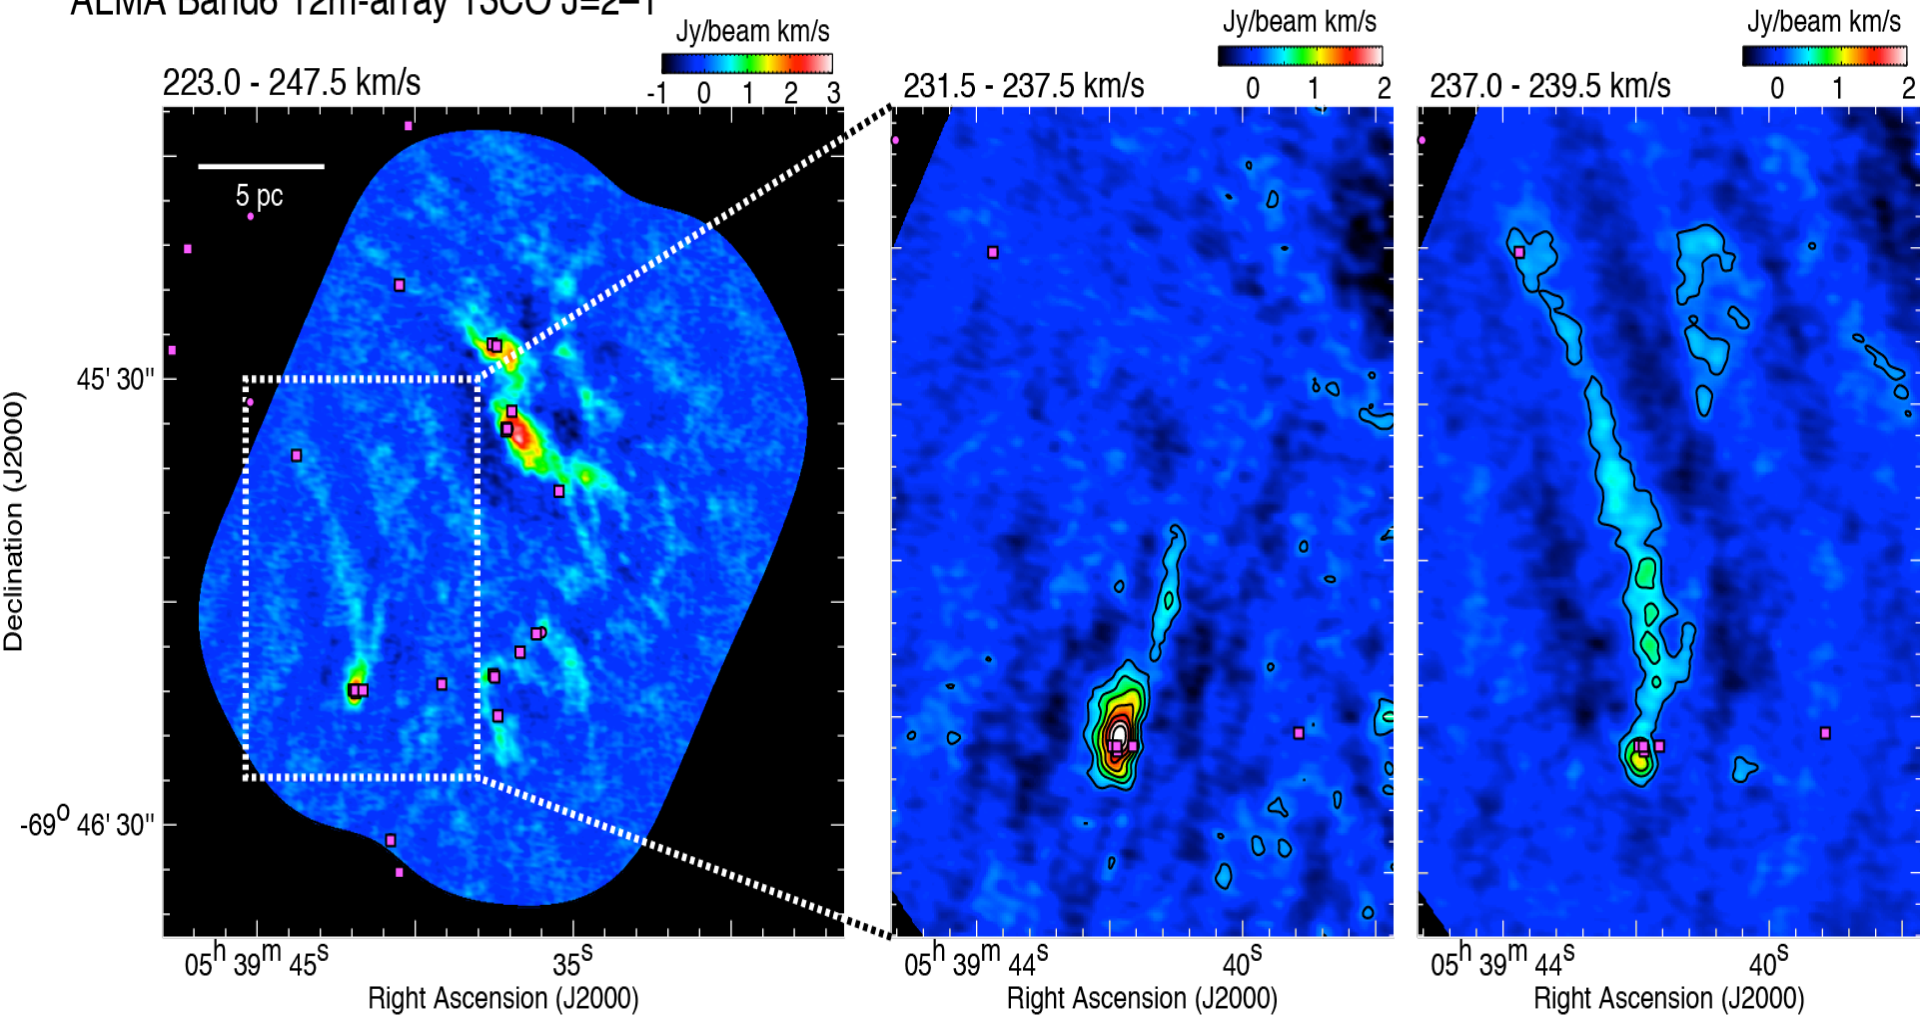 ALMA Band6 12m-array 13CO J=2–1
Jy/beam km/s
223.0 - 247.5 km/s
-1 0 1 2 3
5 pc
45' 30"
-69o 46' 30"
Declination (J2000)
05h 39m 45s 35s
Right Ascension (J2000)
Jy/beam km/s
231.5 - 237.5 km/s
0 1 2
05h 39m 44s 40s
Right Ascension (J2000)
Jy/beam km/s
237.0 - 239.5 km/s
0 1 2
05h 39m 44s 40s
Right Ascension (J2000)